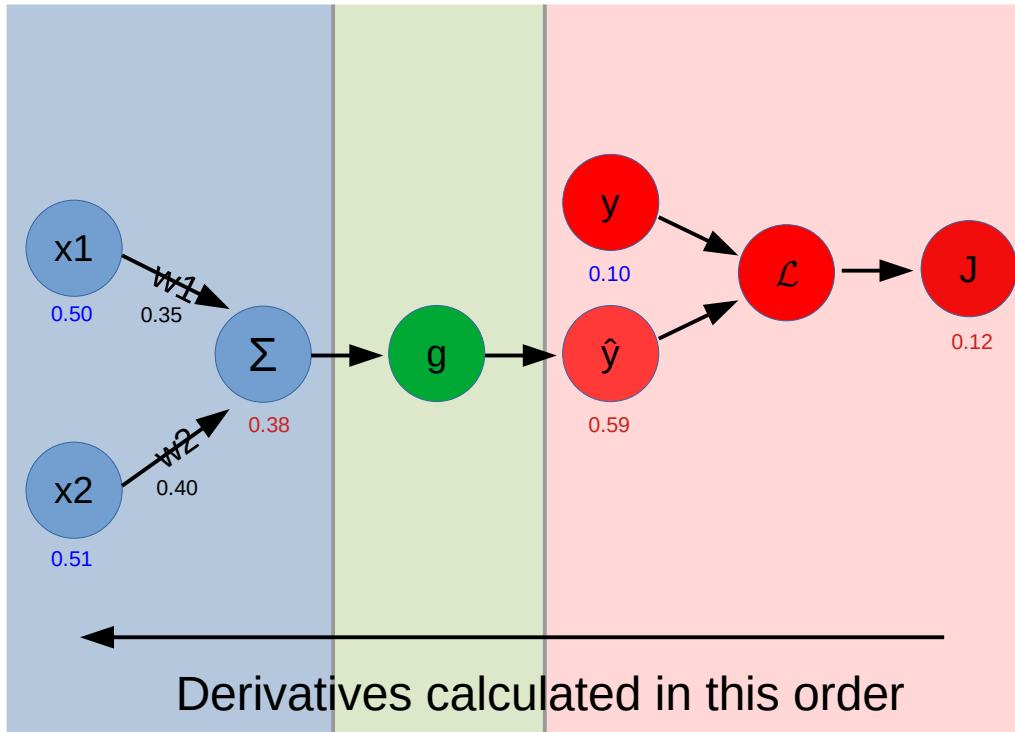 x1
0.50
w1
0.35
x2
0.51
w2
0.40
Σ
0.38
g
y
0.10
ŷ
0.59
ℒ
J
0.12
Derivatives calculated in this order